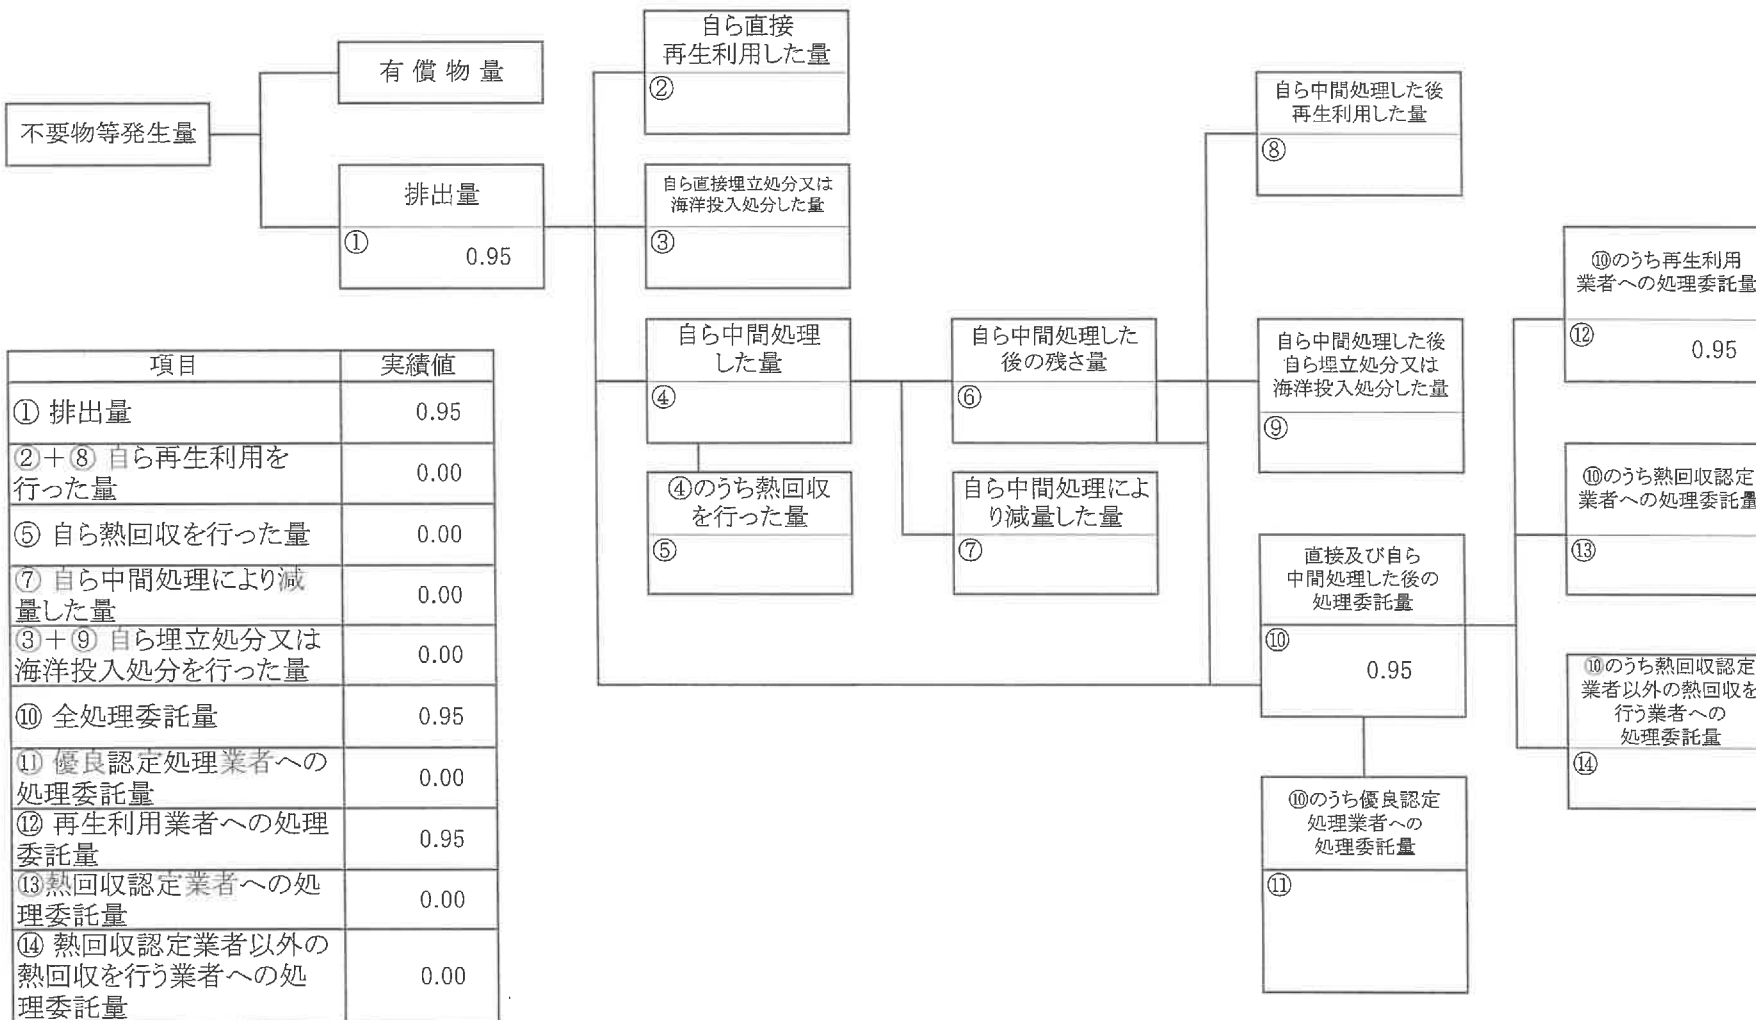 不要物等発生量
有償物量
排出量
①
0.95
自ら直接
再生利用した量
②
自ら直接埋立処分又は
海洋投入処分した量
③
自ら中間処理
した量
④
④のうち熱回収
を行った量
⑤
自ら中間処理した
後の残さ量
⑥
自ら中間処理によ
り減量した量
⑦
自ら中間処理した後
再生利用した量
⑧
自ら中間処理した後
自ら埋立処分又は
海洋投入処分した量
⑨
直接及び自ら
中間処理した後の
処理委託量
⑩
0.95
⑩のうち優良認定
処理業者への
処理委託量
⑪
⑩のうち再生利用
業者への処理委託量
⑫
0.95
⑩のうち熱回収認定
業者への処理委託量
⑬
⑩のうち熱回収認定
業者以外の熱回収を
行う業者への
処理委託量
⑭
項目 実績値
① 排出量 0.95
②+⑧ 自ら再生利用を
行った量 0.00
⑤ 自ら熱回収を行った量 0.00
⑦ 自ら中間処理により減
量した量 0.00
③+⑨ 自ら埋立処分又は
海洋投入処分を行った量 0.00
⑩ 全処理委託量 0.95
⑪ 優良認定処理業者への
処理委託量 0.00
⑫ 再生利用業者への処理
委託量 0.95
⑬熱回収認定業者への処
理委託量 0.00
⑭ 熱回収認定業者以外の
熱回収を行う業者への処
理委託量 0.00